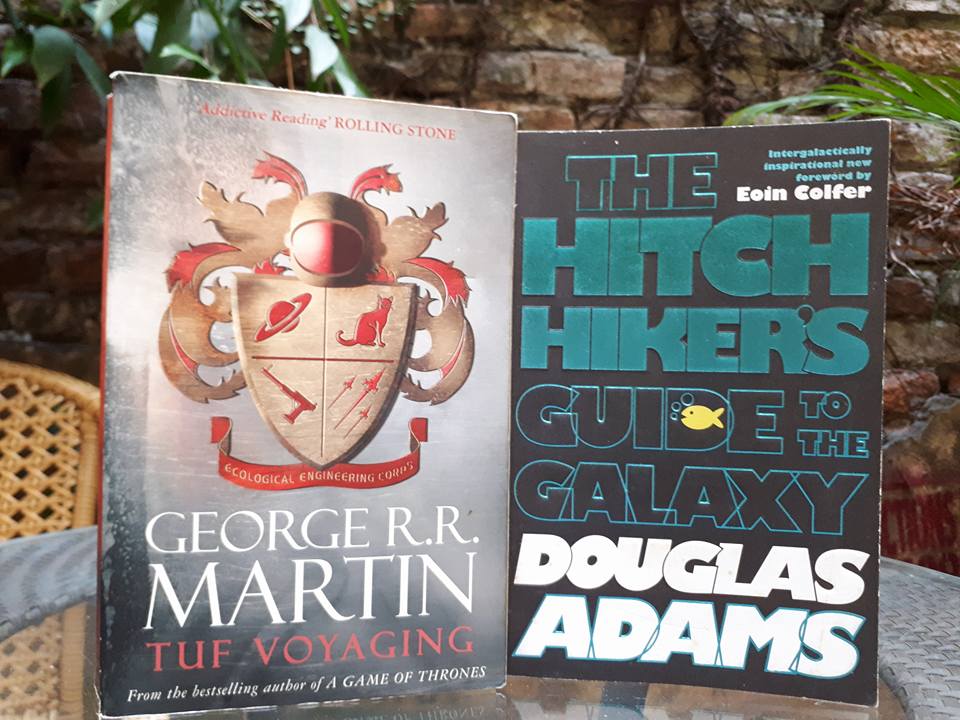 Addictive Reading' ROLLING STONE
ECOLOGICAL ENGINEERING CORPS
GEORGE R.R.
MARTIN
TUF VOYAGING
From the bestselling author of A GAME OF THRONES
Intergalactically
inspirational new
foreword by
Eoin Colfer
THE
HITCH
HIKER'S
GUIDE TO
THE
GALAXY
DOUGLAS
ADAMS